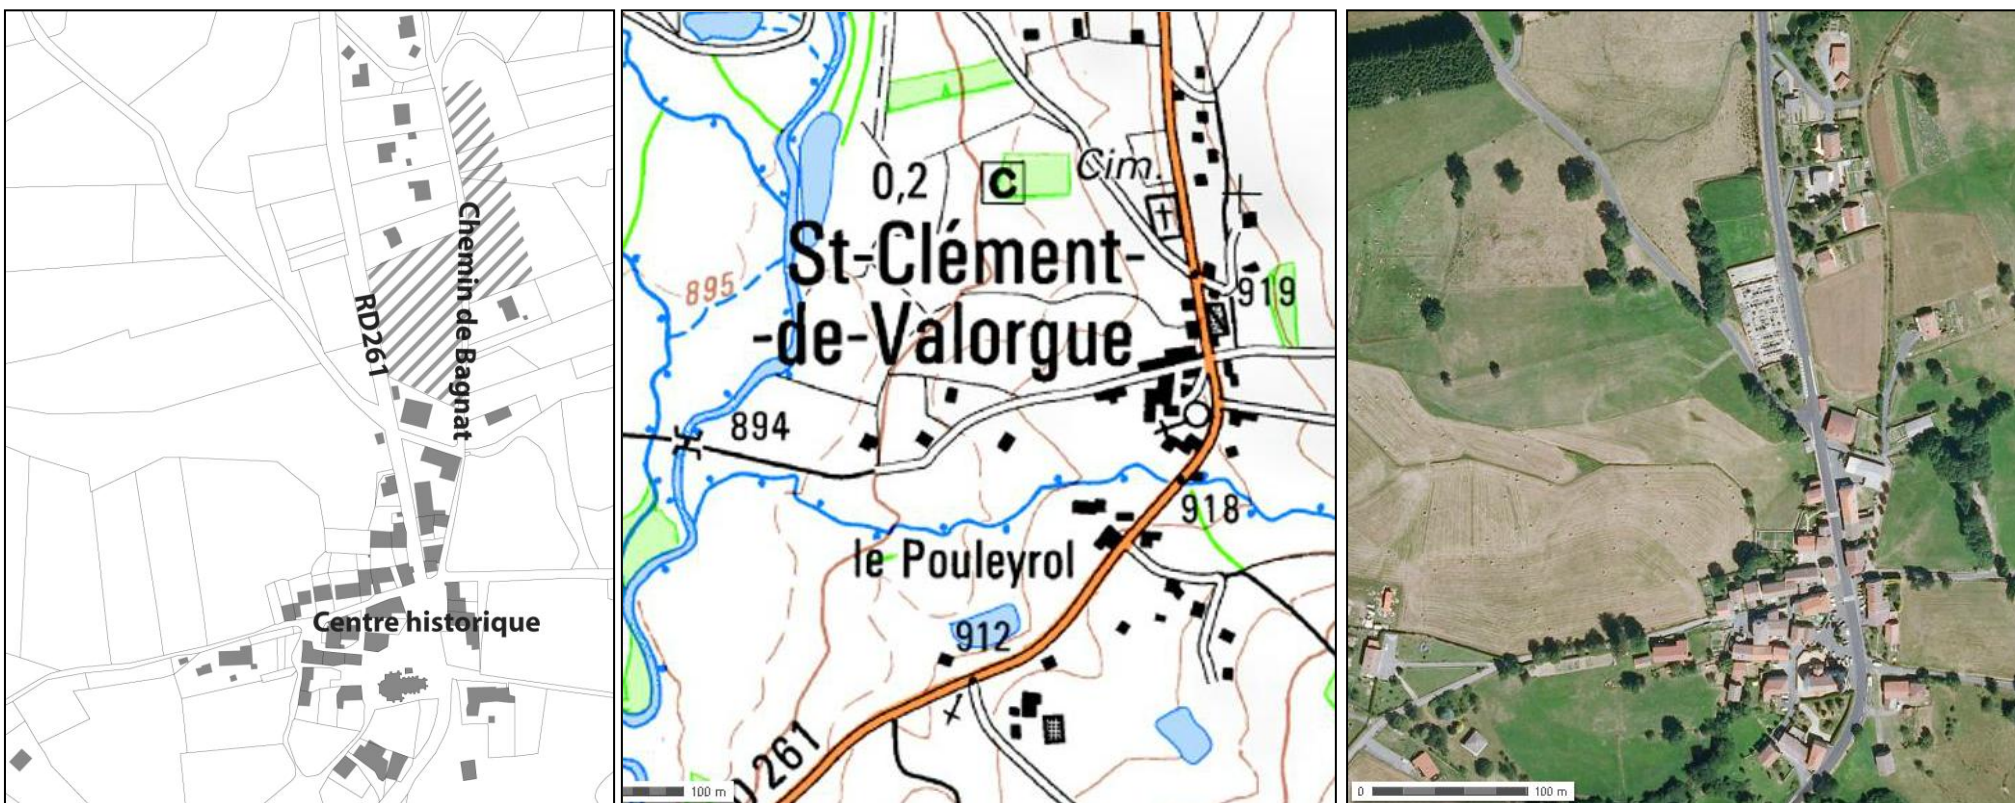 Chemin de Bagnat
RD261
Centre historique
0,2
C
Cim.
St-Clément-
-de-Valorgue
895
919
894
918
le Pouleyrol
912
D 261
100 m
0 100 m